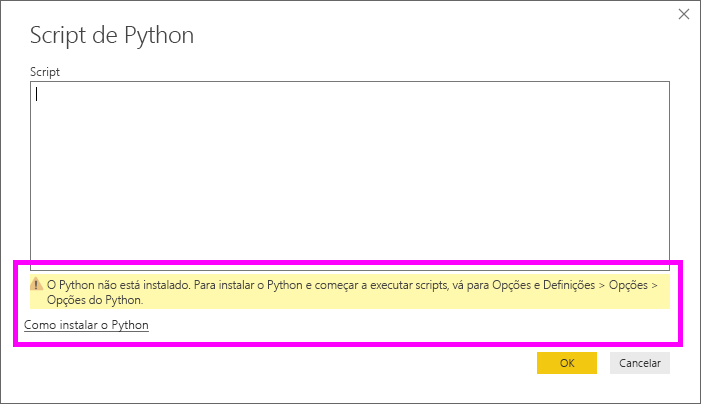 Script de Python
Script
O Python não está instalado. Para instalar o Python e começar a executar scripts, vá para Opções e Definições > Opções >
Opções do Python.
Como instalar o Python
OK
Cancelar